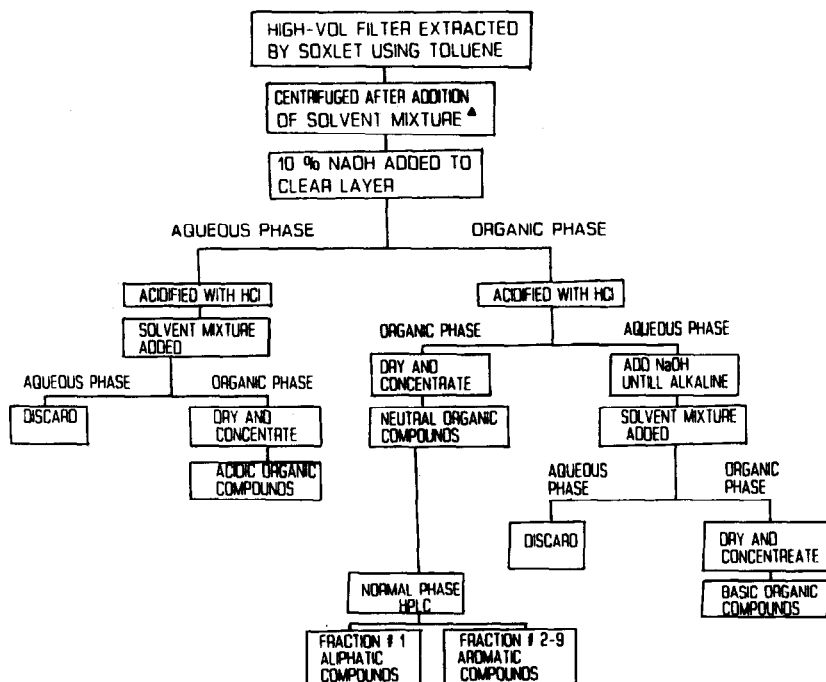 HIGH-VOL FILTER EXTRACTED
BY SOXLET USING TOLUENE
CENTRIFUGED AFTER ADDITION
OF SOLVENT MIXTURE ▲
10 % NAOH ADDED TO
CLEAR LAYER
AQUEOUS PHASE
ORGANIC PHASE
ACIDIFIED WITH HCl
SOLVENT MIXTURE
ADDED
AQUEOUS PHASE
ORGANIC PHASE
DISCARD
DRY AND
CONCENTRATE
ACIDIC ORGANIC
COMPOUNDS
ACIDIFIED WITH HCl
ORGANIC PHASE
AQUEOUS PHASE
DRY AND
CONCENTRATE
NEUTRAL ORGANIC
COMPOUNDS
ADD NaOH
UNTILL ALKALINE
SOLVENT MIXTURE
ADDED
AQUEOUS
PHASE
ORGANIC
PHASE
DISCARD
DRY AND
CONCENTREATE
BASIC ORGANIC
COMPOUNDS
NORMAL PHASE
HPLC
FRACTION # 1
ALIPHATIC
COMPOUNDS
FRACTION # 2-9
AROMATIC
COMPOUNDS